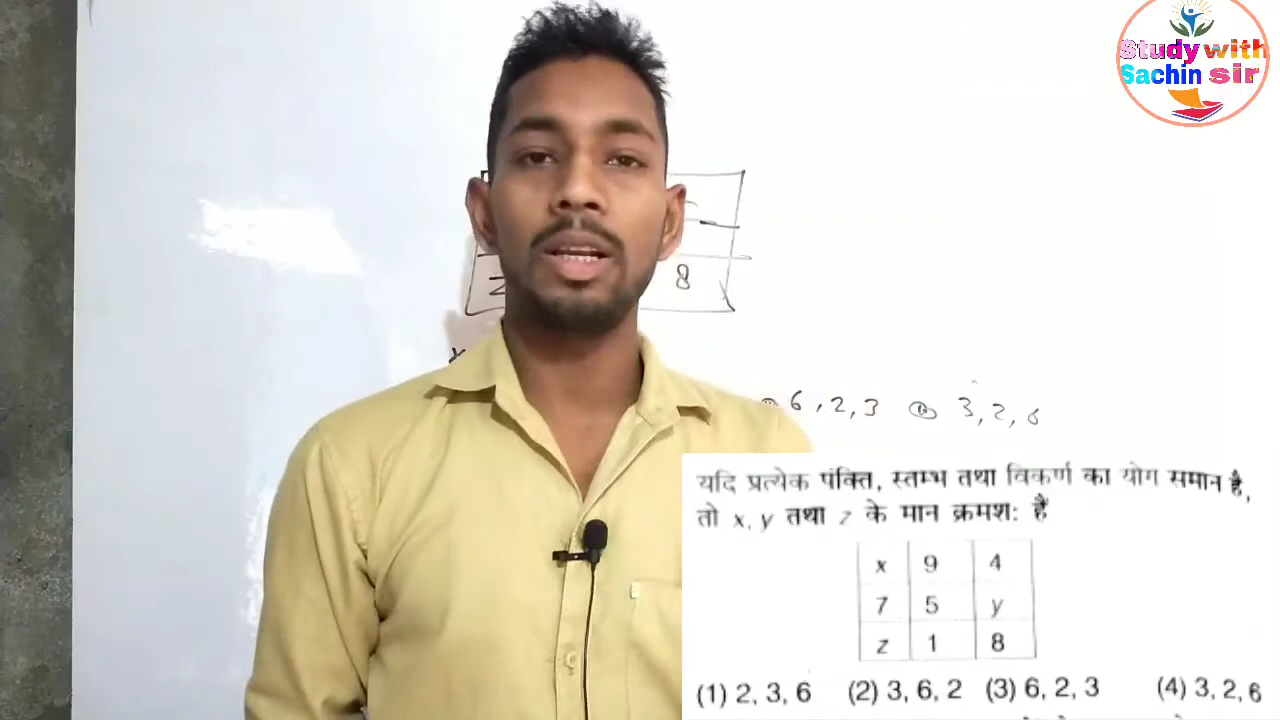 Study with
Sachin sir
8
6, 2, 3 3, 2, 6
यदि प्रत्येक पंक्ति, स्तम्भ तथा विकर्ण का योग समान है,
तो x, y तथा z के मान क्रमश: हैं
x 9 4
7 5 y
z 1 8
(1) 2, 3, 6 (2) 3, 6, 2 (3) 6, 2, 3 (4) 3, 2, 6